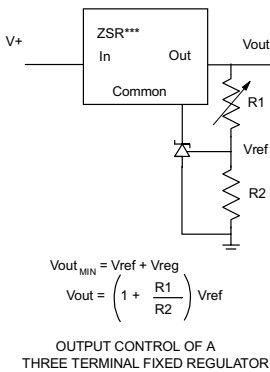 ZSR***
V+
Vout
In
Out
Common
R1
Vref
R2
Vout MIN = Vref + Vreg
Vout = ( 1 + R1 / R2 ) Vref
OUTPUT CONTROL OF A
THREE TERMINAL FIXED REGULATOR